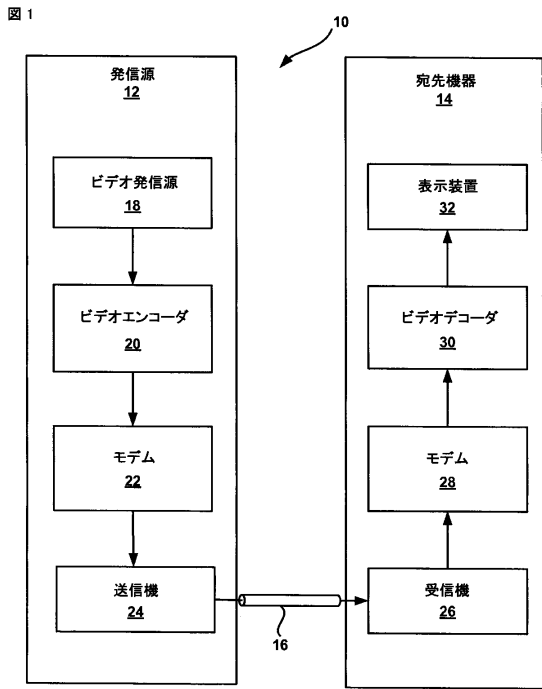 図 1
10
発信源
12
ビデオ発信源
18
ビデオエンコーダ
20
モデム
22
送信機
24
16
宛先機器
14
表示装置
32
ビデオデコーダ
30
モデム
28
受信機
26